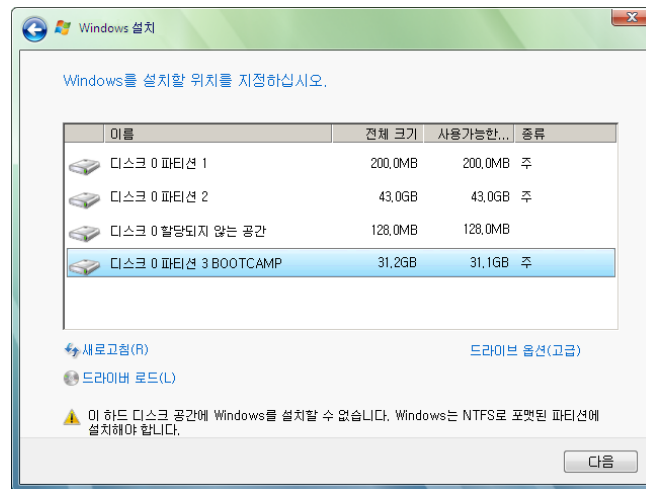 Windows 설치
Windows를 설치할 위치를 지정하십시오.
이름 전체 크기 사용가능한... 종류
디스크 0 파티션 1 200,0MB 200,0MB 주
디스크 0 파티션 2 43,0GB 43,0GB 주
디스크 0 할당되지 않는 공간 128,0MB 128,0MB
디스크 0 파티션 3 BOOTCAMP 31,2GB 31,1GB 주
새로고침(R) 드라이브 옵션(고급)
드라이버 로드(L)
이 하드 디스크 공간에 Windows를 설치할 수 없습니다. Windows는 NTFS로 포맷된 파티션에
설치해야 합니다.
다음